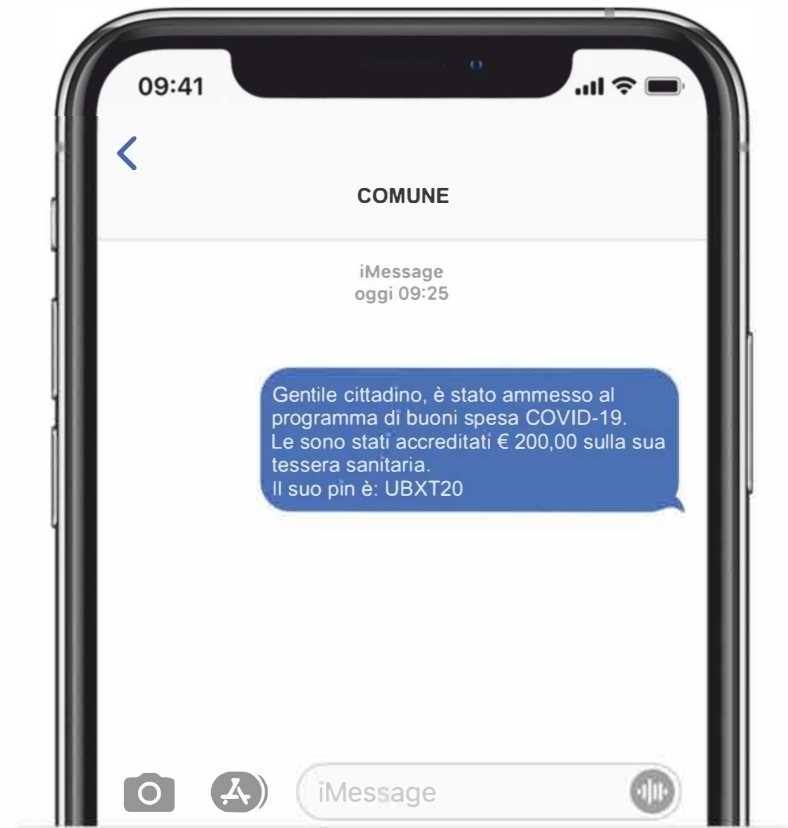 09:41
COMUNE
iMessage
oggi 09:25
Gentile cittadino, è stato ammesso al
programma di buoni spesa COVID-19.
Le sono stati accreditati € 200,00 sulla sua
tessera sanitaria.
Il suo pin è: UBXT20
iMessage